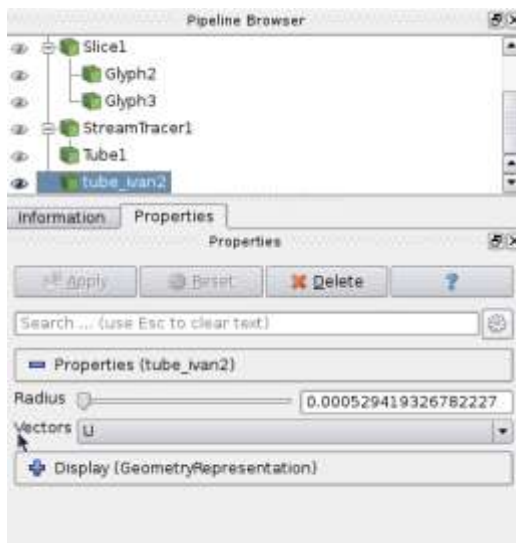 Pipeline Browser
Slice1
Glyph2
Glyph3
StreamTracer1
Tube1
tube_ivan2
Information Properties
Properties
Apply Reset Delete ?
Search ... (use Esc to clear text)
Properties (tube_ivan2)
Radius 0.000529419326782227
Vectors U
Display (GeometryRepresentation)